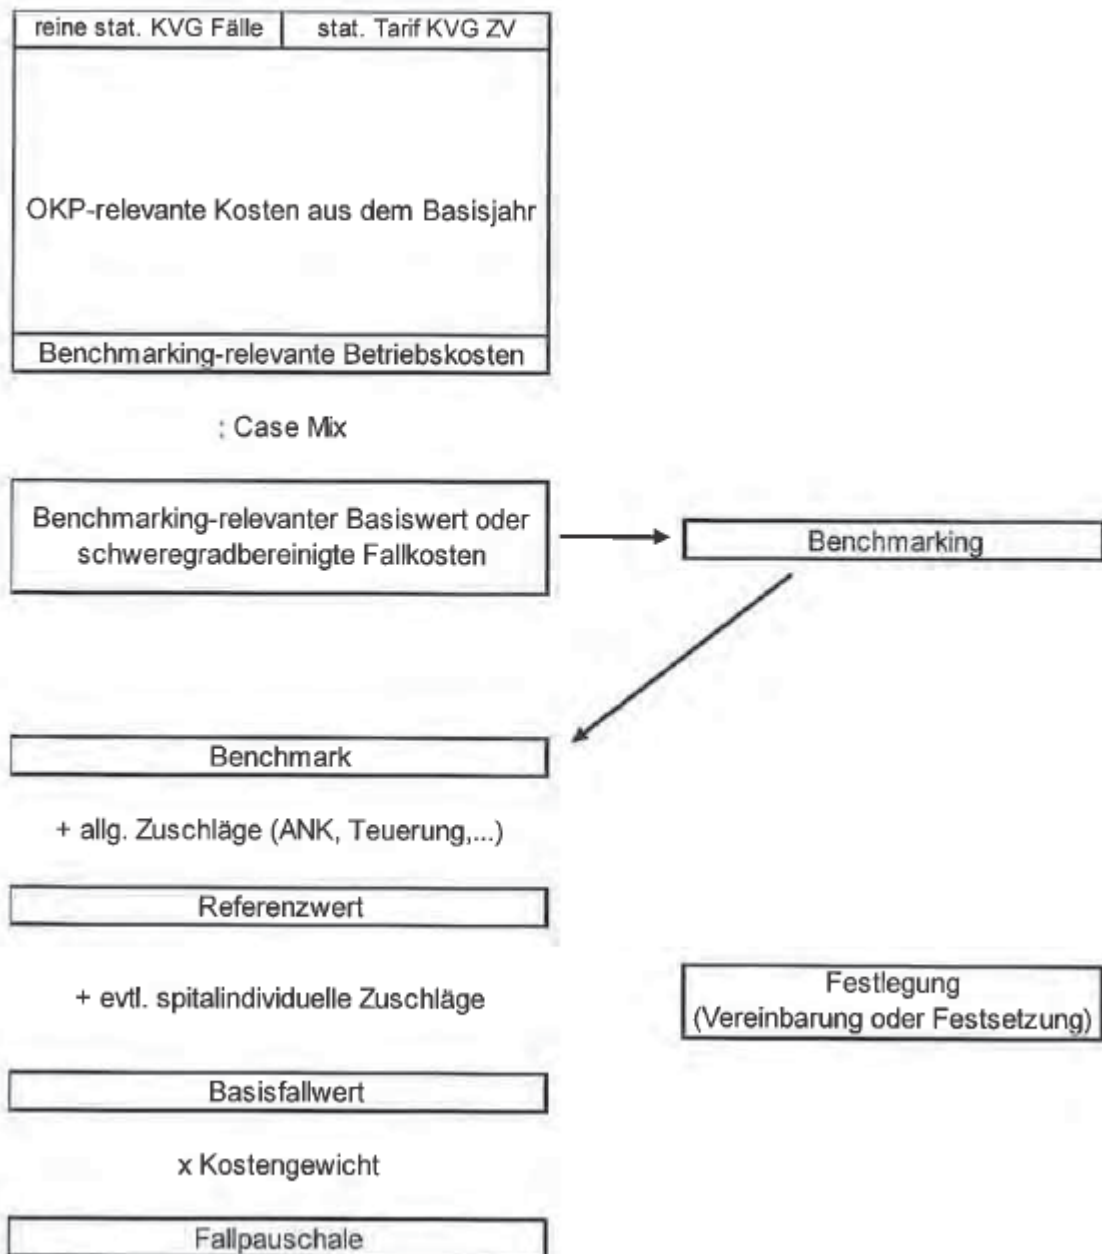 reine stat. KVG Fälle
stat. Tarif KVG ZV
OKP-relevante Kosten aus dem Basisjahr
Benchmarking-relevante Betriebskosten
: Case Mix
Benchmarking-relevanter Basiswert oder
schweregradbereinigte Fallkosten
Benchmarking
Benchmark
+ allg. Zuschläge (ANK, Teuerung,...)
Referenzwert
+ evtl. spitalindividuelle Zuschläge
Festlegung
(Vereinbarung oder Festsetzung)
Basisfallwert
x Kostengewicht
Fallpauschale